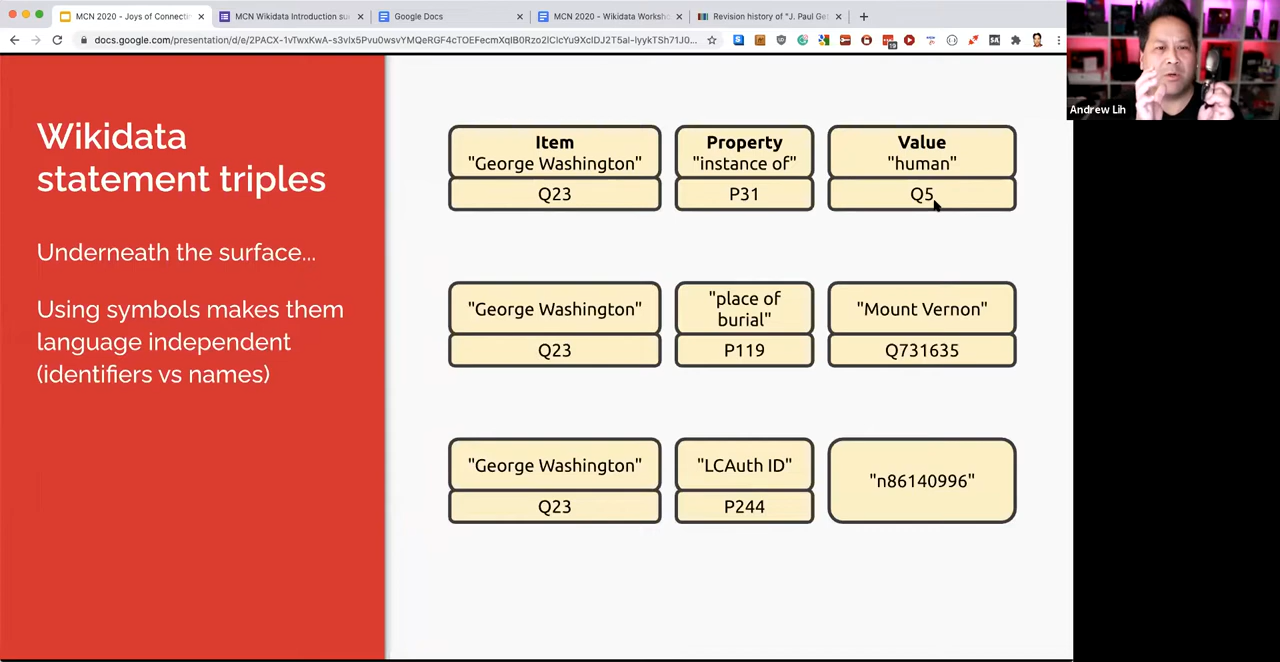 MCN 2020 - Joys of Connectin
MCN Wikidata Introduction su
Google Docs
MCN 2020 - Wikidata Worksho
Revision history of "J. Paul Get
Andrew Lih
Wikidata
statement triples
Underneath the surface...
Using symbols makes them
language independent
(identifiers vs names)
Item
"George Washington"
Q23
Property
"instance of"
P31
Value
"human"
Q5
"George Washington"
Q23
"place of
burial"
P119
"Mount Vernon"
Q731635
"George Washington"
Q23
"LCAuth ID"
P244
"n86140996"